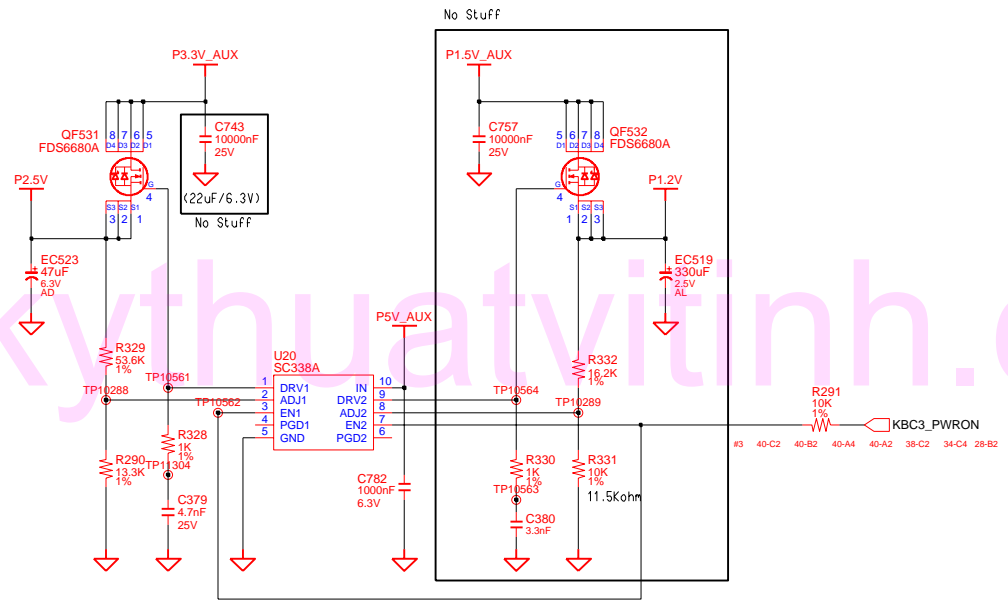 No Stuff
P3.3V_AUX
P1.5V_AUX
QF531
FDS6680A
8 7 6 5
D4 D3 D2 D1
C743
10000nF
25V
(22uF/6.3V)
No Stuff
C757
10000nF
25V
5 6 7 8
D1 D2 D3 D4
QF532
FDS6680A
P2.5V
G
4
S3 S2 S1
3 2 1
G
4
S1 S2 S3
1 2 3
P1.2V
EC523
47uF
6.3V
AD
EC519
330uF
2.5V
AL
kythuatvitinh.c
P5V_AUX
R329
53.6K
1%
U20
SC338A
R332
16.2K
1%
TP10561
TP10288
TP10562
1 DRV1 IN 10
2 ADJ1 DRV2 9
3 EN1 ADJ2 8
4 PGD1 EN2 7
5 GND PGD2 6
TP10564
TP10289
R291
10K
1%
KBC3_PWRON
#3 40-C2 40-B2 40-A4 40-A2 38-C2 34-C4 28-B2
R328
1K
1%
TP11304
R290
13.3K
1%
C379
4.7nF
25V
C782
1000nF
6.3V
R330
1K
1%
TP10563
C380
3.3nF
R331
10K
1%
11.5Kohm